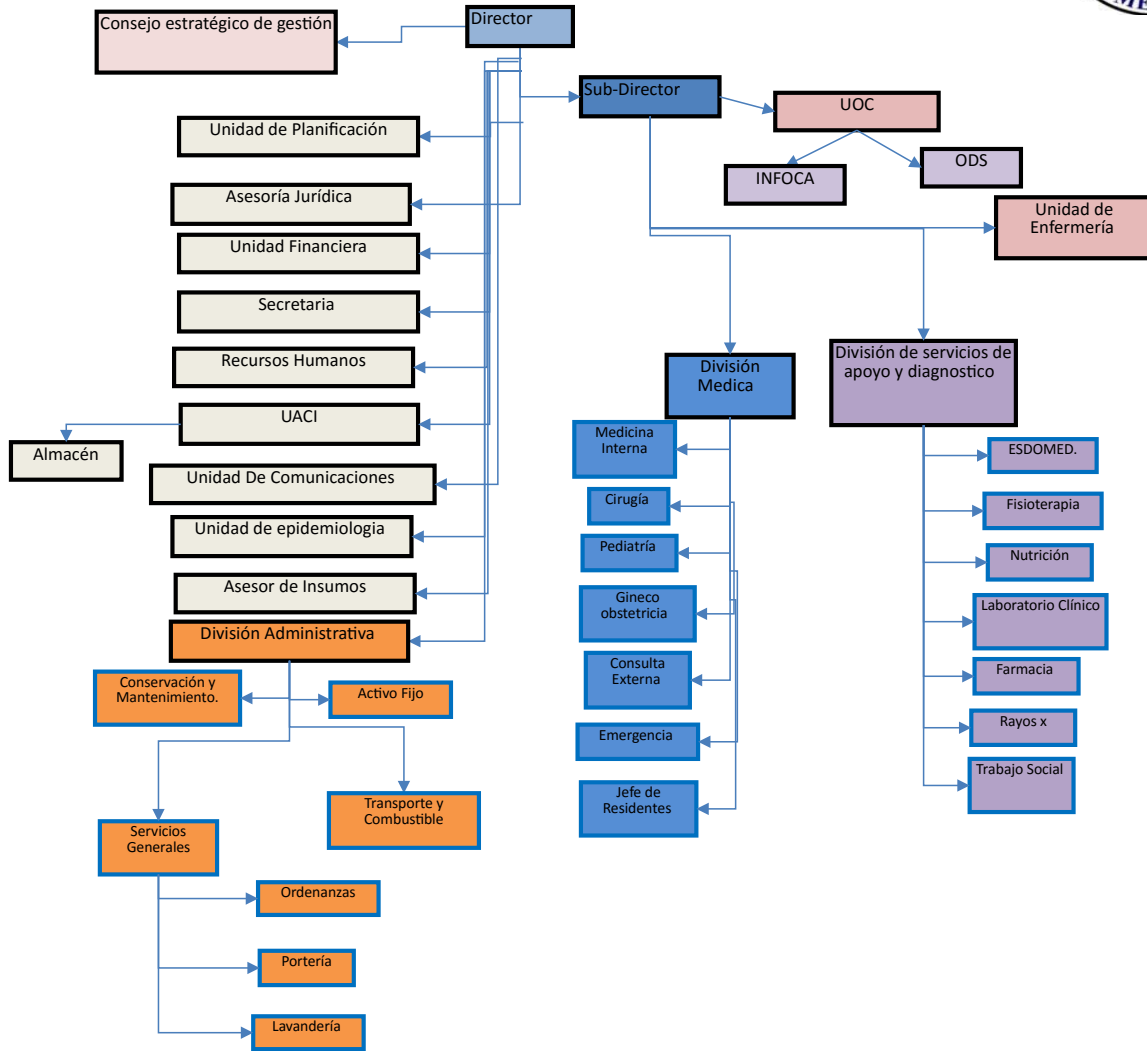 Consejo estratégico de gestión
Director
Sub-Director
UOC
INFOCA
ODS
Unidad de
Enfermería
Unidad de Planificación
Asesoría Jurídica
Unidad Financiera
Secretaria
Recursos Humanos
UACI
Almacén
Unidad De Comunicaciones
Unidad de epidemiologia
Asesor de Insumos
División Administrativa
Conservación y
Mantenimiento.
Activo Fijo
Servicios
Generales
Transporte y
Combustible
Ordenanzas
Portería
Lavandería
División
Medica
Medicina
Interna
Cirugía
Pediatría
Gineco
obstetricia
Consulta
Externa
Emergencia
Jefe de
Residentes
División de servicios de
apoyo y diagnostico
ESDOMED.
Fisioterapia
Nutrición
Laboratorio Clínico
Farmacia
Rayos x
Trabajo Social